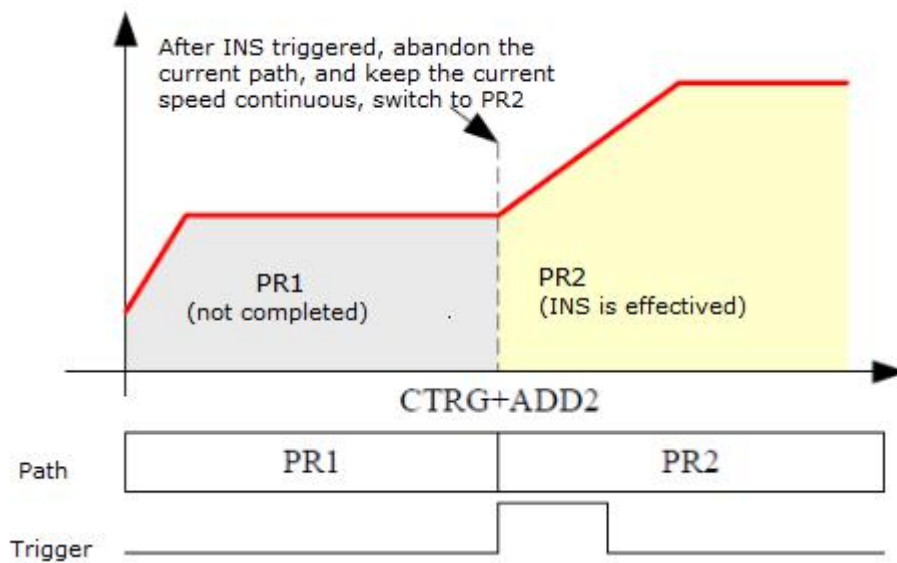 After INS triggered, abandon the
current path, and keep the current
speed continuous, switch to PR2
PR1
(not completed)
PR2
(INS is effectived)
CTRG+ADD2
Path
PR1
PR2
Trigger